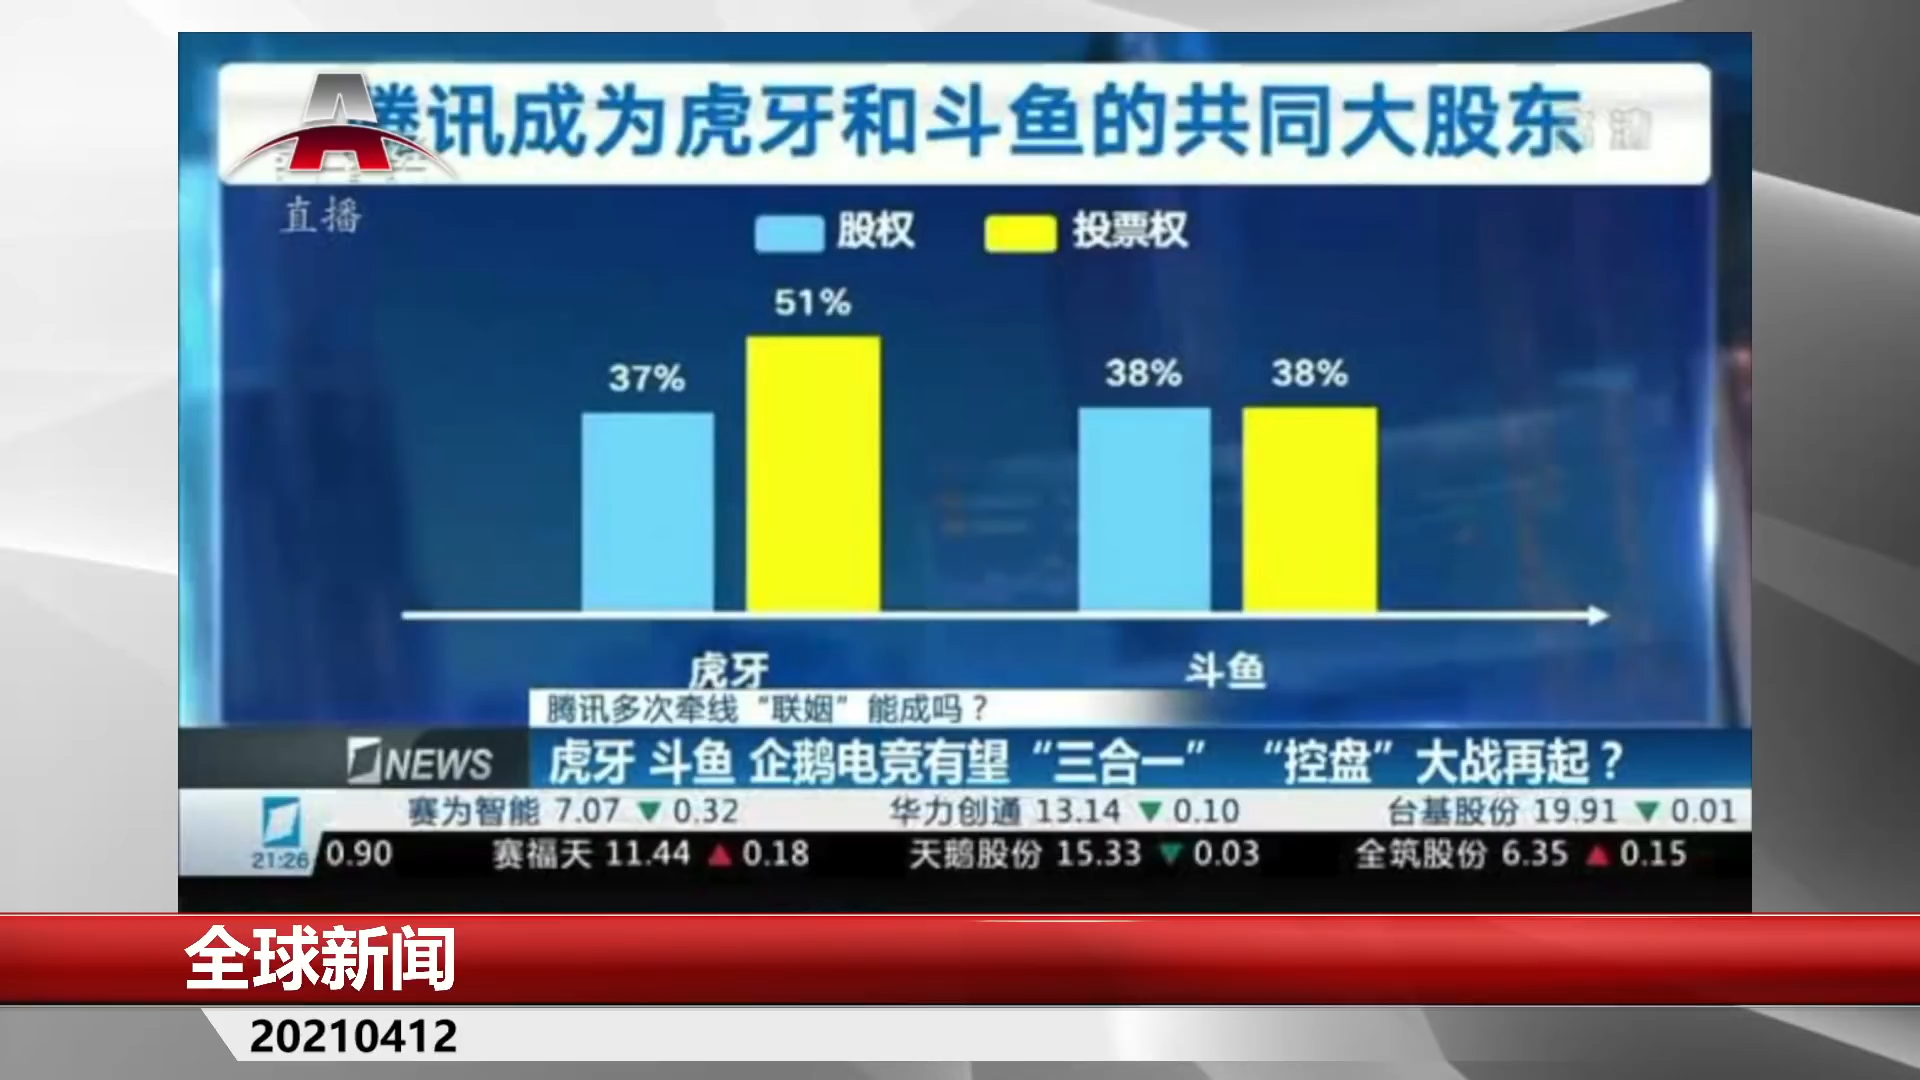 腾讯成为虎牙和斗鱼的共同大股东
直播
股权 投票权
51%
37%
38% 38%
虎牙 斗鱼
腾讯多次牵线“联姻”能成吗？
NEWS 虎牙 斗鱼 企鹅电竞有望“三合一” “控盘”大战再起？
赛为智能 7.07 ▼ 0.32 华力创通 13.14 ▼ 0.10 台基股份 19.91 ▼ 0.01
21:26 0.90 赛福天 11.44 ▲ 0.18 天鹅股份 15.33 ▼ 0.03 全筑股份 6.35 ▲ 0.15
全球新闻
20210412